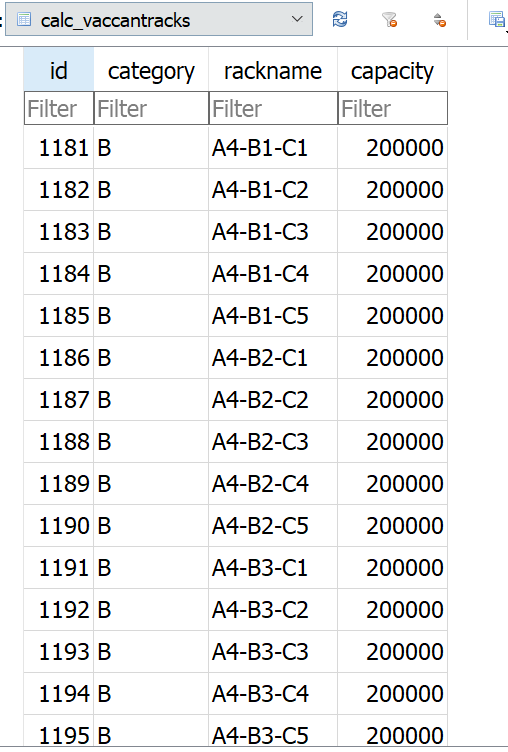 calc_vaccantracks
id category rackname capacity
Filter Filter Filter Filter
1181 B A4-B1-C1 200000
1182 B A4-B1-C2 200000
1183 B A4-B1-C3 200000
1184 B A4-B1-C4 200000
1185 B A4-B1-C5 200000
1186 B A4-B2-C1 200000
1187 B A4-B2-C2 200000
1188 B A4-B2-C3 200000
1189 B A4-B2-C4 200000
1190 B A4-B2-C5 200000
1191 B A4-B3-C1 200000
1192 B A4-B3-C2 200000
1193 B A4-B3-C3 200000
1194 B A4-B3-C4 200000
1195 B A4-B3-C5 200000